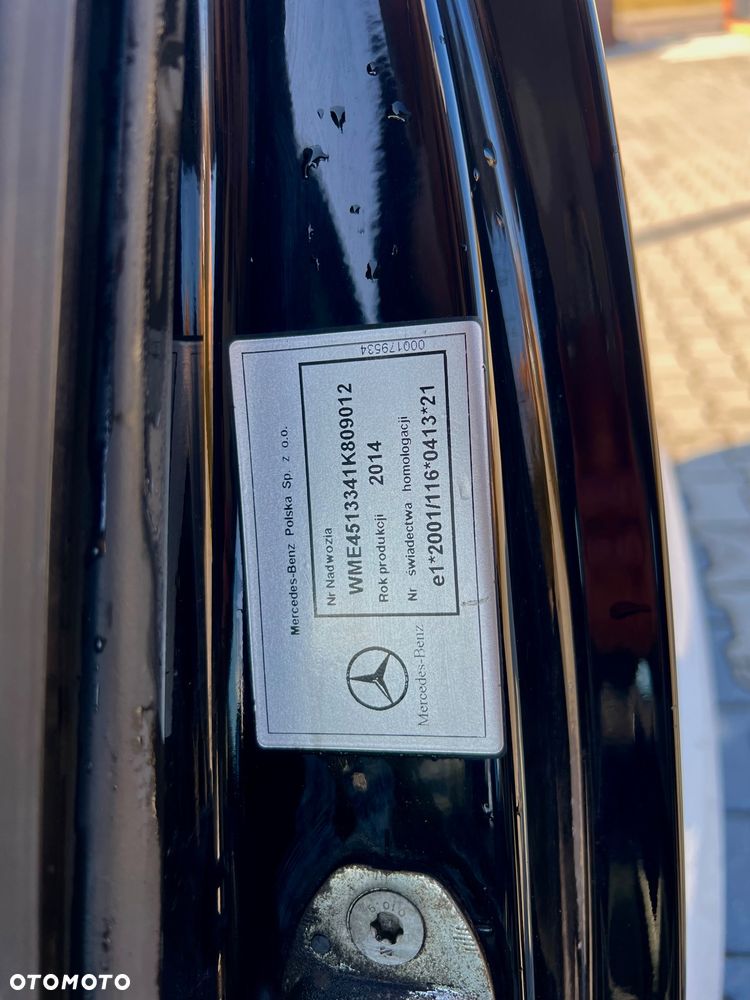 Mercedes-Benz Polska Sp. z o.o.
Nr Nadwozia
WME4513341K809012
Rok produkcji 2014
Nr świadectwa homologacji
e1*2001/116*0413*21
000179534
Mercedes-Benz
OTOMOTO